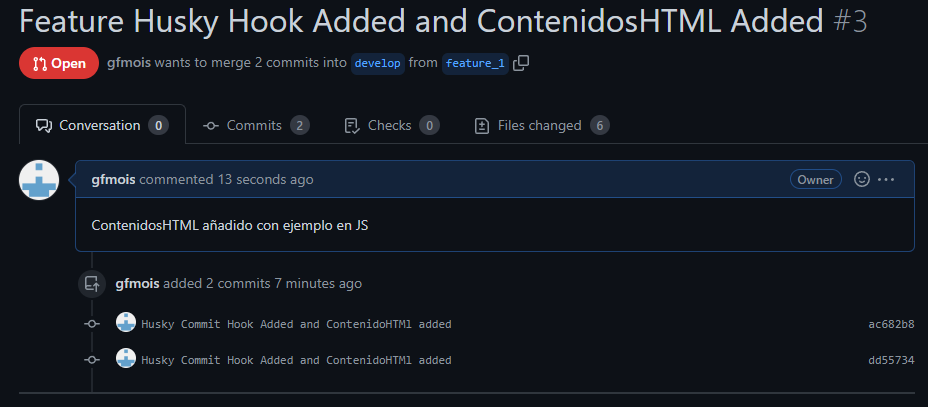 Feature Husky Hook Added and ContenidosHTML Added #3
Open gfmois wants to merge 2 commits into develop from feature_1
Conversation 0 Commits 2 Checks 0 Files changed 6
gfmois commented 13 seconds ago Owner
ContenidosHTML añadido con ejemplo en JS
gfmois added 2 commits 7 minutes ago
Husky Commit Hook Added and ContenidoHTMl added ac682b8
Husky Commit Hook Added and ContenidoHTMl added dd55734